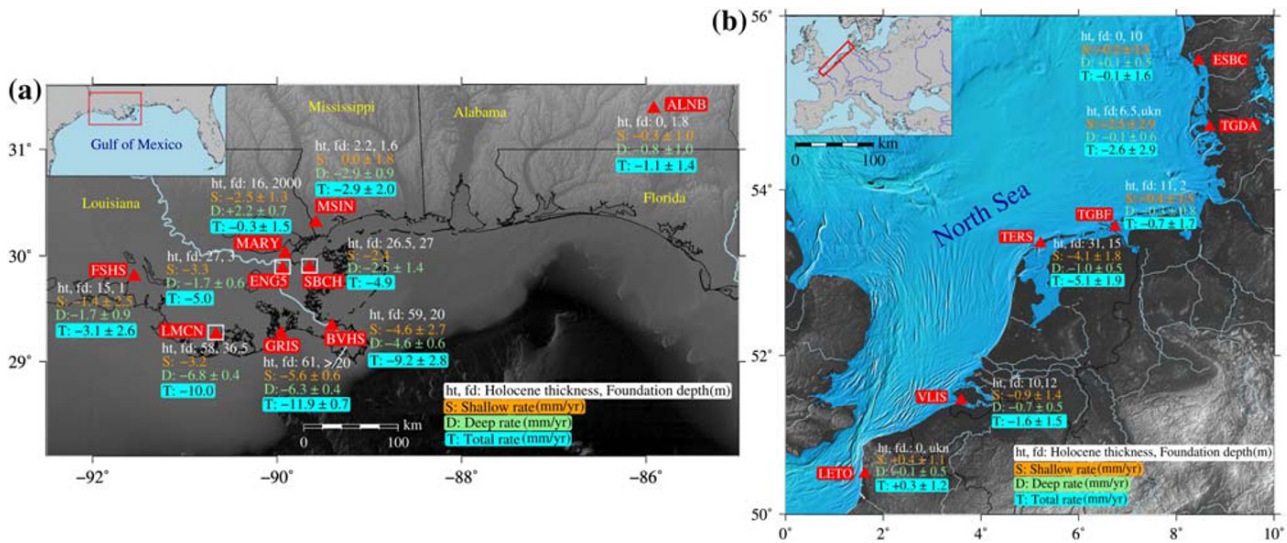 (a)
Gulf of Mexico
Mississippi
Alabama
Louisiana
Florida
ALNB
ht, fd: 0, 1.8
S: −0.3 ± 1.0
D: −0.8 ± 1.0
T: −1.1 ± 1.4
ht, fd: 2.2, 1.6
S: 0.0 ± 1.8
D: −2.9 ± 0.9
T: −2.9 ± 2.0
MSIN
ht, fd: 16, 2000
S: −2.5 ± 1.3
D: +2.2 ± 0.7
T: −0.3 ± 1.5
MARY
ht, fd: 26.5, 27
S: −2.4
D: −2.5 ± 1.4
T: −4.9
SBCH
27, 3
S: −3.3
D: −1.7 ± 0.6
T: −5.0
ENG5
FSHS
ht, fd: 15, 1
S: −1.4 ± 2.5
D: −1.7 ± 0.9
T: −3.1 ± 2.6
LMCN
ht, fd: 58, 36.5
S: −3.2
D: −6.8 ± 0.4
T: −10.0
GRIS
ht, fd: 61, >20
S: −5.6 ± 0.6
D: −6.3 ± 0.4
T: −11.9 ± 0.7
BVHS
ht, fd: 59, 20
S: −4.6 ± 2.7
D: −4.6 ± 0.6
T: −9.2 ± 2.8
ht, fd: Holocene thickness, Foundation depth(m)
S: Shallow rate(mm/yr)
D: Deep rate(mm/yr)
T: Total rate(mm/yr)
km
0 100
31°
30°
29°
−92 −90 −88 −86
(b)
56°
54°
52°
50°
0° 2° 4° 6° 8° 10°
km
0 100
North Sea
ht, fd: 0, 10
D: +0.1 ± 0.5
T: −0.1 ± 1.6
ESBC
ht, fd:6.5, ukn
D: −0.1 ± 0.6
T: −2.6 ± 2.9
TGDA
ht, fd: 11, 2
T: −0.7 ± 1.7
TGBF
TERS
ht, fd: 31, 15
S: −4.1 ± 1.8
D: −1.0 ± 0.5
T: −5.1 ± 1.9
VLIS
ht, fd: 10,12
S: −0.9 ± 1.4
D: −0.7 ± 0.5
T: −1.6 ± 1.5
LETO
ht, fd.: 0, ukn
S: +0.4 ± 1.1
D: −0.1 ± 0.5
T: +0.3 ± 1.2
ht, fd: Holocene thickness, Foundation depth(m)
S: Shallow rate(mm/yr)
D: Deep rate(mm/yr)
T: Total rate(mm/yr)